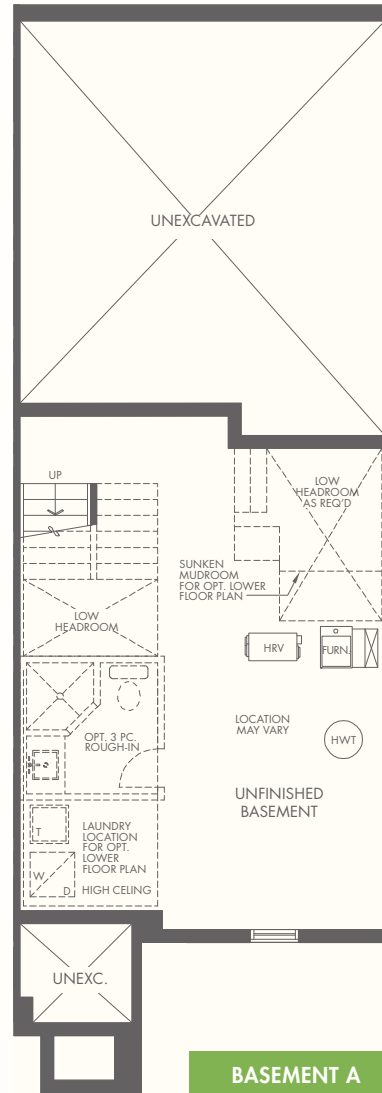 UNEXCAVATED
UP
LOW
HEADROOM
AS REQ'D
SUNKEN
MUDROOM
FOR OPT. LOWER
FLOOR PLAN
LOW
HEADROOM
HRV
FURN.
OPT. 3 PC.
ROUGH-IN
LOCATION
MAY VARY
HWT
UNFINISHED
BASEMENT
T
LAUNDRY
LOCATION
FOR OPT.
LOWER
FLOOR PLAN
W
D
HIGH CELING
UNEXC.
BASEMENT A